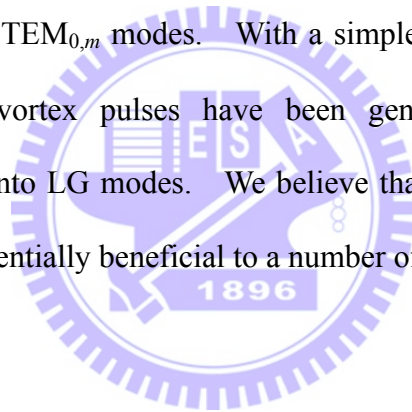 TEM0,m modes. With a simple
vortex pulses have been gen
ES A
nto LG modes. We believe tha
entially beneficial to a number o
1896